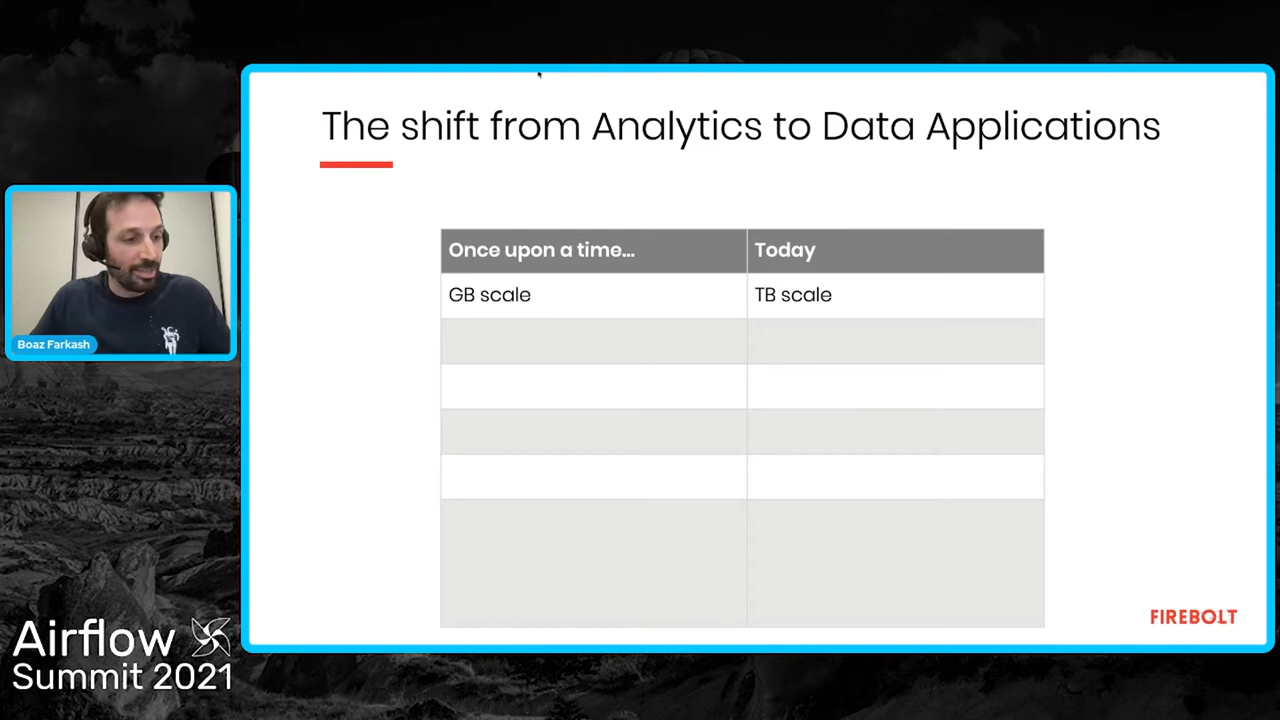 The shift from Analytics to Data Applications
Once upon a time... Today
GB scale TB scale
Boaz Farkash
FIREBOLT
Airflow
Summit 2021